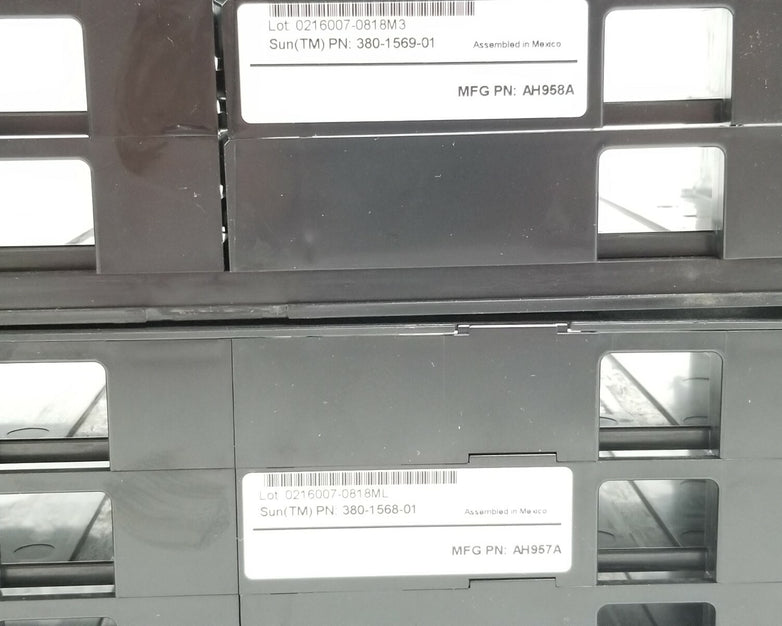 Lot: 0216007-0818M3
Sun(TM) PN: 380-1569-01 Assembled in Mexico
MFG PN: AH958A
Lot: 0216007-0818ML
Sun(TM) PN: 380-1568-01 Assembled in Mexico
MFG PN: AH957A